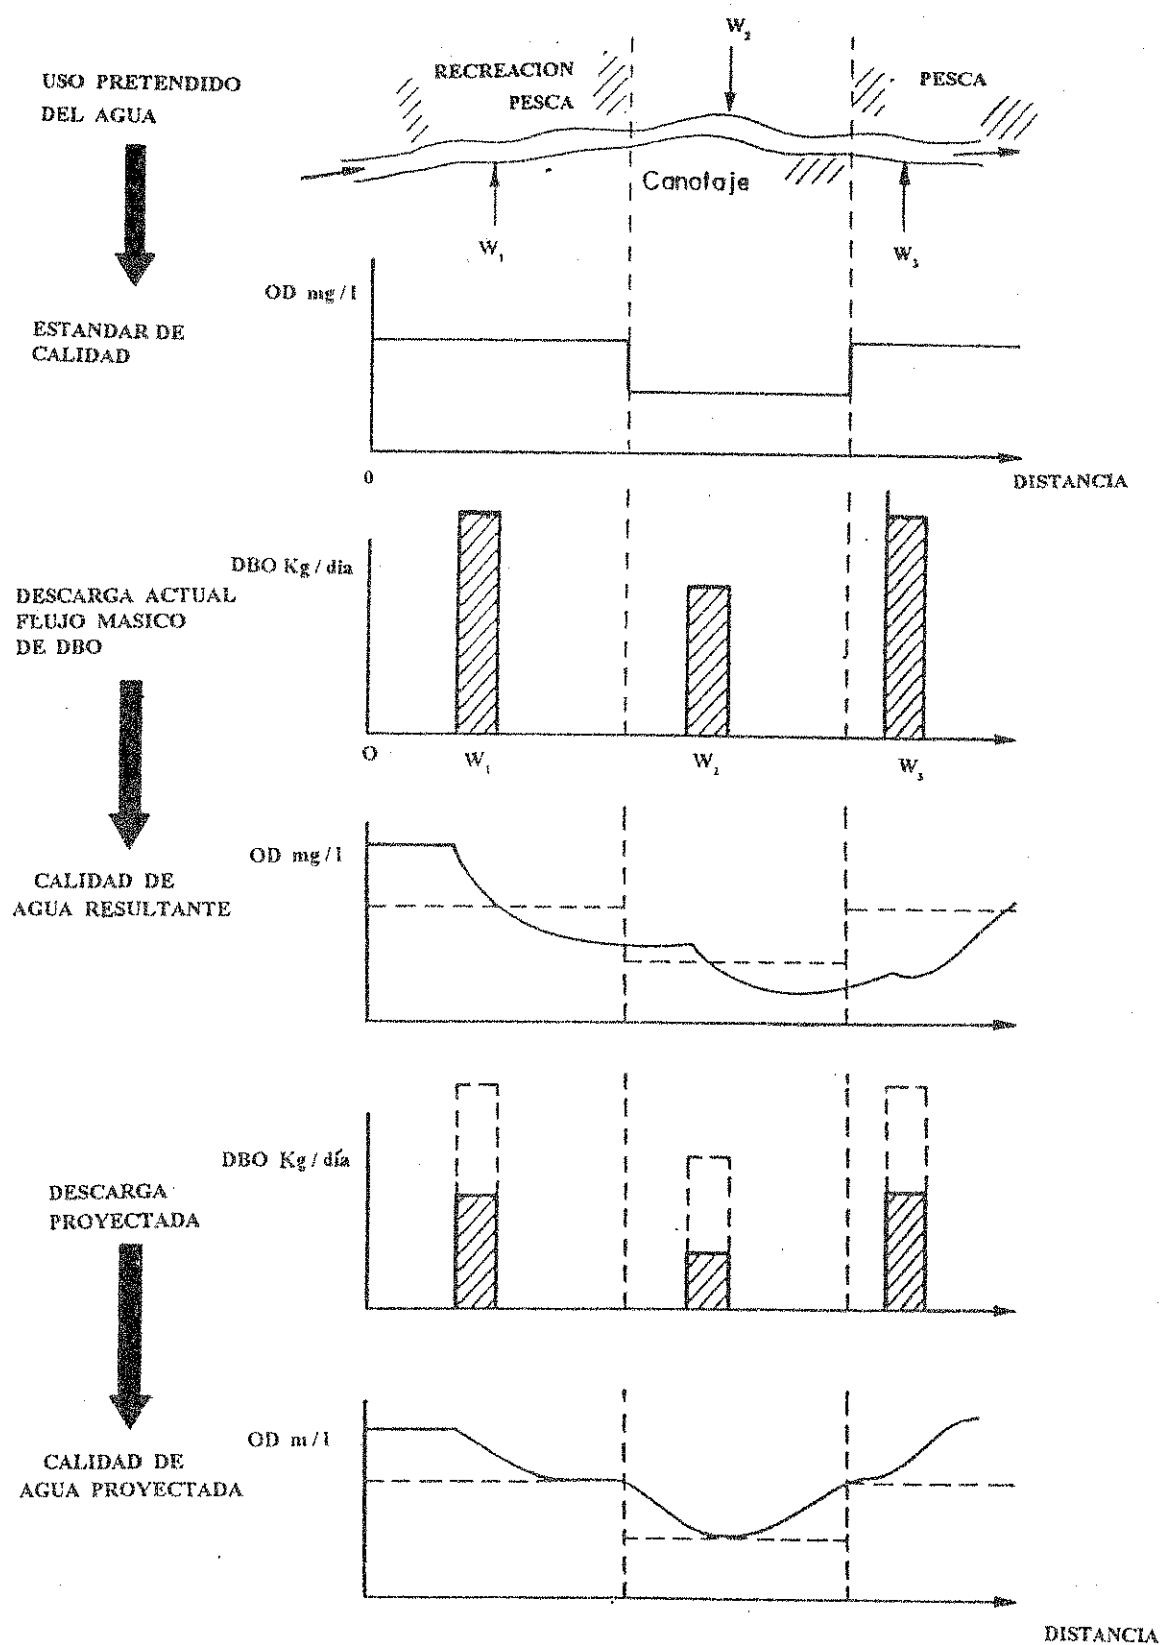 W₂
USO PRETENDIDO
DEL AGUA
RECREACION
PESCA
PESCA
Canotaje
W₁
W₃
OD mg/l
ESTANDAR DE
CALIDAD
0
DISTANCIA
DBO Kg/día
DESCARGA ACTUAL
FLUJO MASICO
DE DBO
O
W₁
W₂
W₃
OD mg/l
CALIDAD DE
AGUA RESULTANTE
DBO Kg/día
DESCARGA
PROYECTADA
OD m/l
CALIDAD DE
AGUA PROYECTADA
DISTANCIA